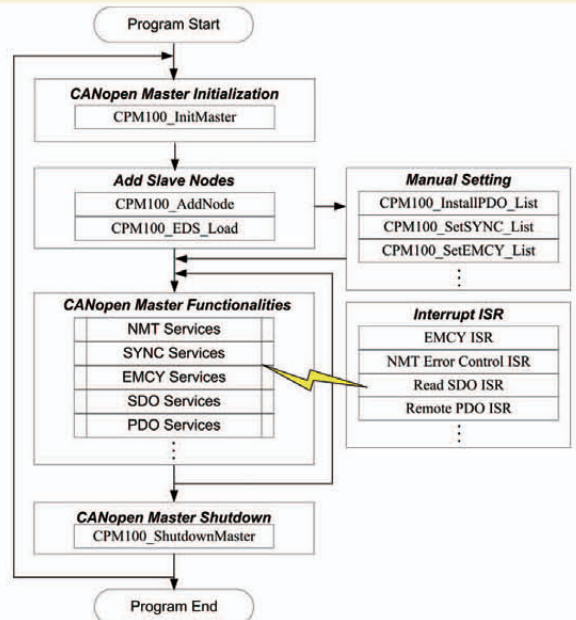 Program Start
CANopen Master Initialization
CPM100_InitMaster
Add Slave Nodes
CPM100_AddNode
CPM100_EDS_Load
Manual Setting
CPM100_InstallPDO_List
CPM100_SetSYNC_List
CPM100_SetEMCY_List
⋮
CANopen Master Functionalities
NMT Services
SYNC Services
EMCY Services
SDO Services
PDO Services
⋮
Interrupt ISR
EMCY ISR
NMT Error Control ISR
Read SDO ISR
Remote PDO ISR
⋮
CANopen Master Shutdown
CPM100_ShutdownMaster
Program End